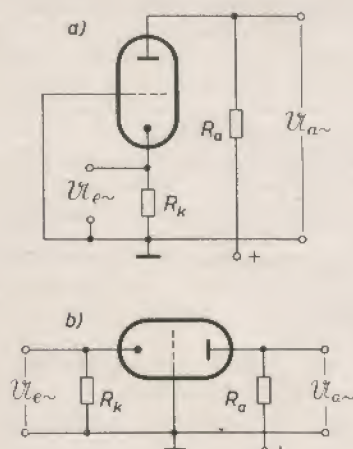 a)
Rₐ
𝔘ₐ~
𝔘ₑ~
Rₖ
+
b)
𝔘ₑ~
Rₖ
Rₐ
𝔘ₐ~
+